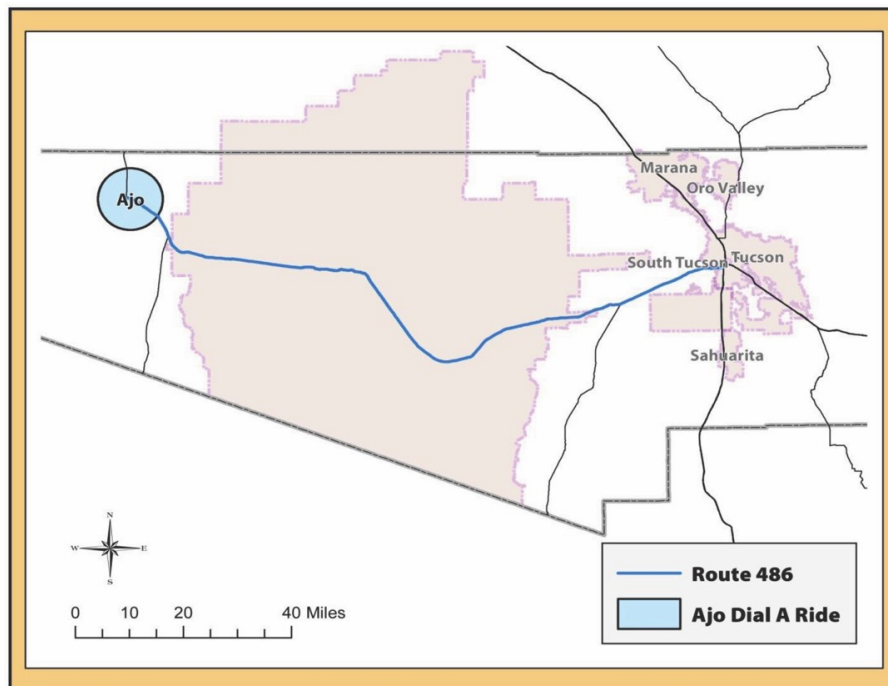 Marana
Oro Valley
Ajo
South Tucson
Tucson
Sahuarita
N
W
E
S
0
10
20
40 Miles
Route 486
Ajo Dial A Ride